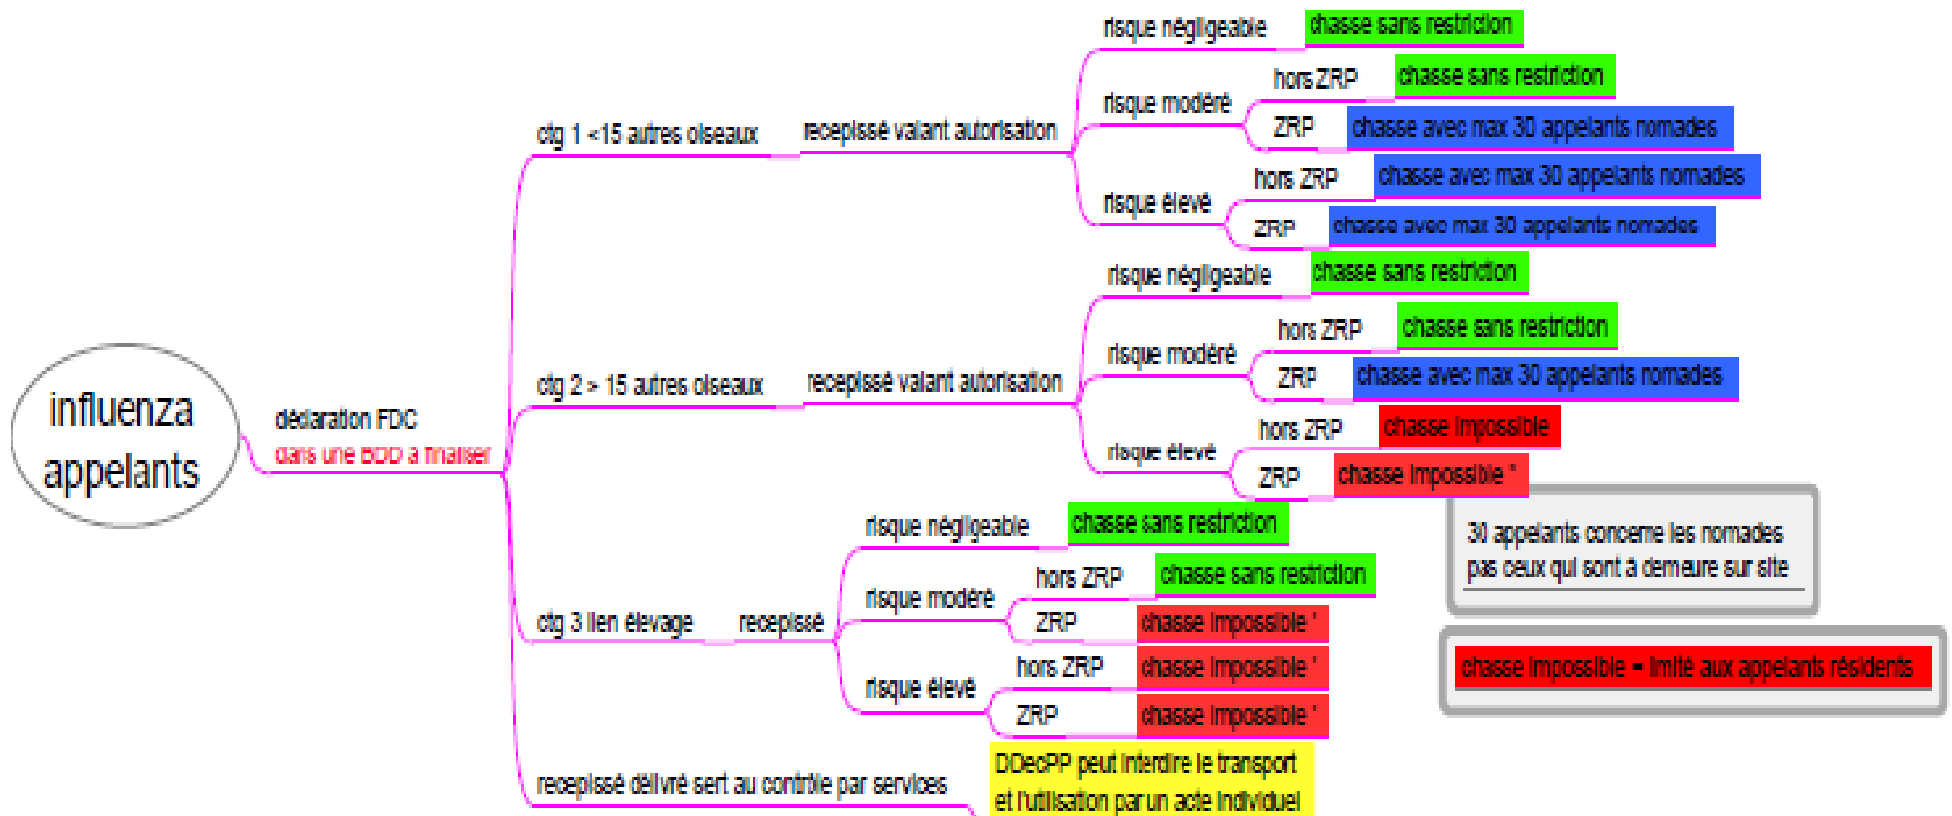 influenza
appelants
déclaration FDC
dans une BDD à finaliser
ctg 1 <15 autres oiseaux
recepissé valant autorisation
risque négligeable
chasse sans restriction
risque modéré
hors ZRP
chasse sans restriction
ZRP
chasse avec max 30 appelants nomades
risque élevé
hors ZRP
chasse avec max 30 appelants nomades
ZRP
chasse avec max 30 appelants nomades
ctg 2 > 15 autres oiseaux
recepissé valant autorisation
risque négligeable
chasse sans restriction
risque modéré
hors ZRP
chasse sans restriction
ZRP
chasse avec max 30 appelants nomades
risque élevé
hors ZRP
chasse impossible
ZRP
chasse impossible *
ctg 3 lien élevage
recepissé
risque négligeable
chasse sans restriction
risque modéré
hors ZRP
chasse sans restriction
ZRP
chasse impossible *
risque élevé
hors ZRP
chasse impossible *
ZRP
chasse impossible *
recepissé délivré sert au contrôle par services
DDecPP peut interdire le transport
et l'utilisation par un acte individuel
30 appelants concerne les nomades
pas ceux qui sont à demeure sur site
chasse impossible = limité aux appelants résidents